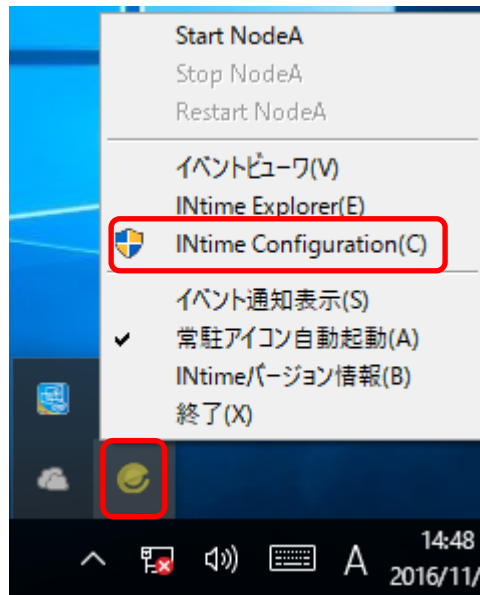 Start NodeA
Stop NodeA
Restart NodeA
イベントビューワ(V)
INtime Explorer(E)
INtime Configuration(C)
イベント通知表示(S)
常駐アイコン自動起動(A)
INtimeバージョン情報(B)
終了(X)
A
14:48
2016/11/